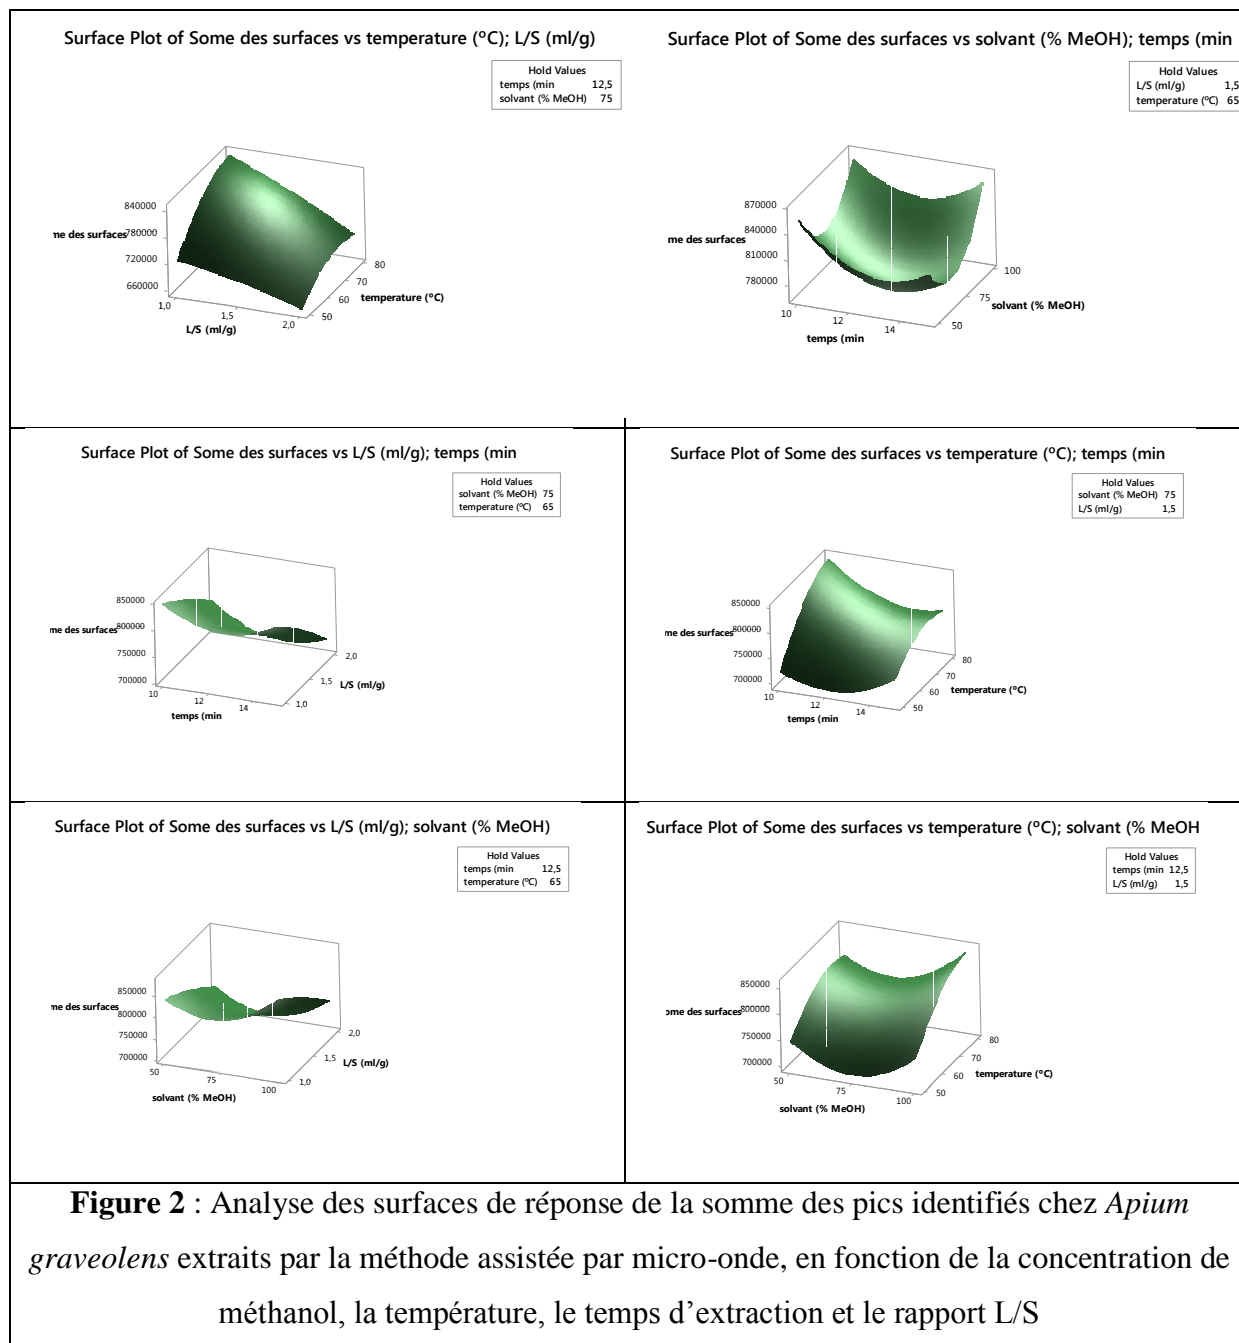 Surface Plot of Some des surfaces vs temperature (ºC); L/S (ml/g)
Hold Values
temps (min 12,5
solvant (% MeOH) 75
840000
780000
720000
660000
me des surfaces
1,0
1,5
2,0
L/S (ml/g)
50
60
70
80
temperature (ºC)
Surface Plot of Some des surfaces vs solvant (% MeOH); temps (min
Hold Values
L/S (ml/g) 1,5
temperature (ºC) 65
870000
840000
810000
780000
me des surfaces
10
12
14
temps (min
50
75
100
solvant (% MeOH)
Surface Plot of Some des surfaces vs L/S (ml/g); temps (min
Hold Values
solvant (% MeOH) 75
temperature (ºC) 65
850000
800000
750000
700000
me des surfaces
10
12
14
temps (min
1,0
1,5
2,0
L/S (ml/g)
Surface Plot of Some des surfaces vs temperature (ºC); temps (min
Hold Values
solvant (% MeOH) 75
L/S (ml/g) 1,5
850000
800000
750000
700000
me des surfaces
10
12
14
temps (min
50
60
70
80
temperature (ºC)
Surface Plot of Some des surfaces vs L/S (ml/g); solvant (% MeOH)
Hold Values
temps (min 12,5
temperature (ºC) 65
850000
800000
750000
700000
me des surfaces
50
75
100
solvant (% MeOH)
1,0
1,5
2,0
L/S (ml/g)
Surface Plot of Some des surfaces vs temperature (ºC); solvant (% MeOH
Hold Values
temps (min 12,5
L/S (ml/g) 1,5
850000
800000
750000
700000
ome des surfaces
50
75
100
solvant (% MeOH)
50
60
70
80
temperature (ºC)
Figure 2 : Analyse des surfaces de réponse de la somme des pics identifiés chez Apium
graveolens extraits par la méthode assistée par micro-onde, en fonction de la concentration de
méthanol, la température, le temps d’extraction et le rapport L/S